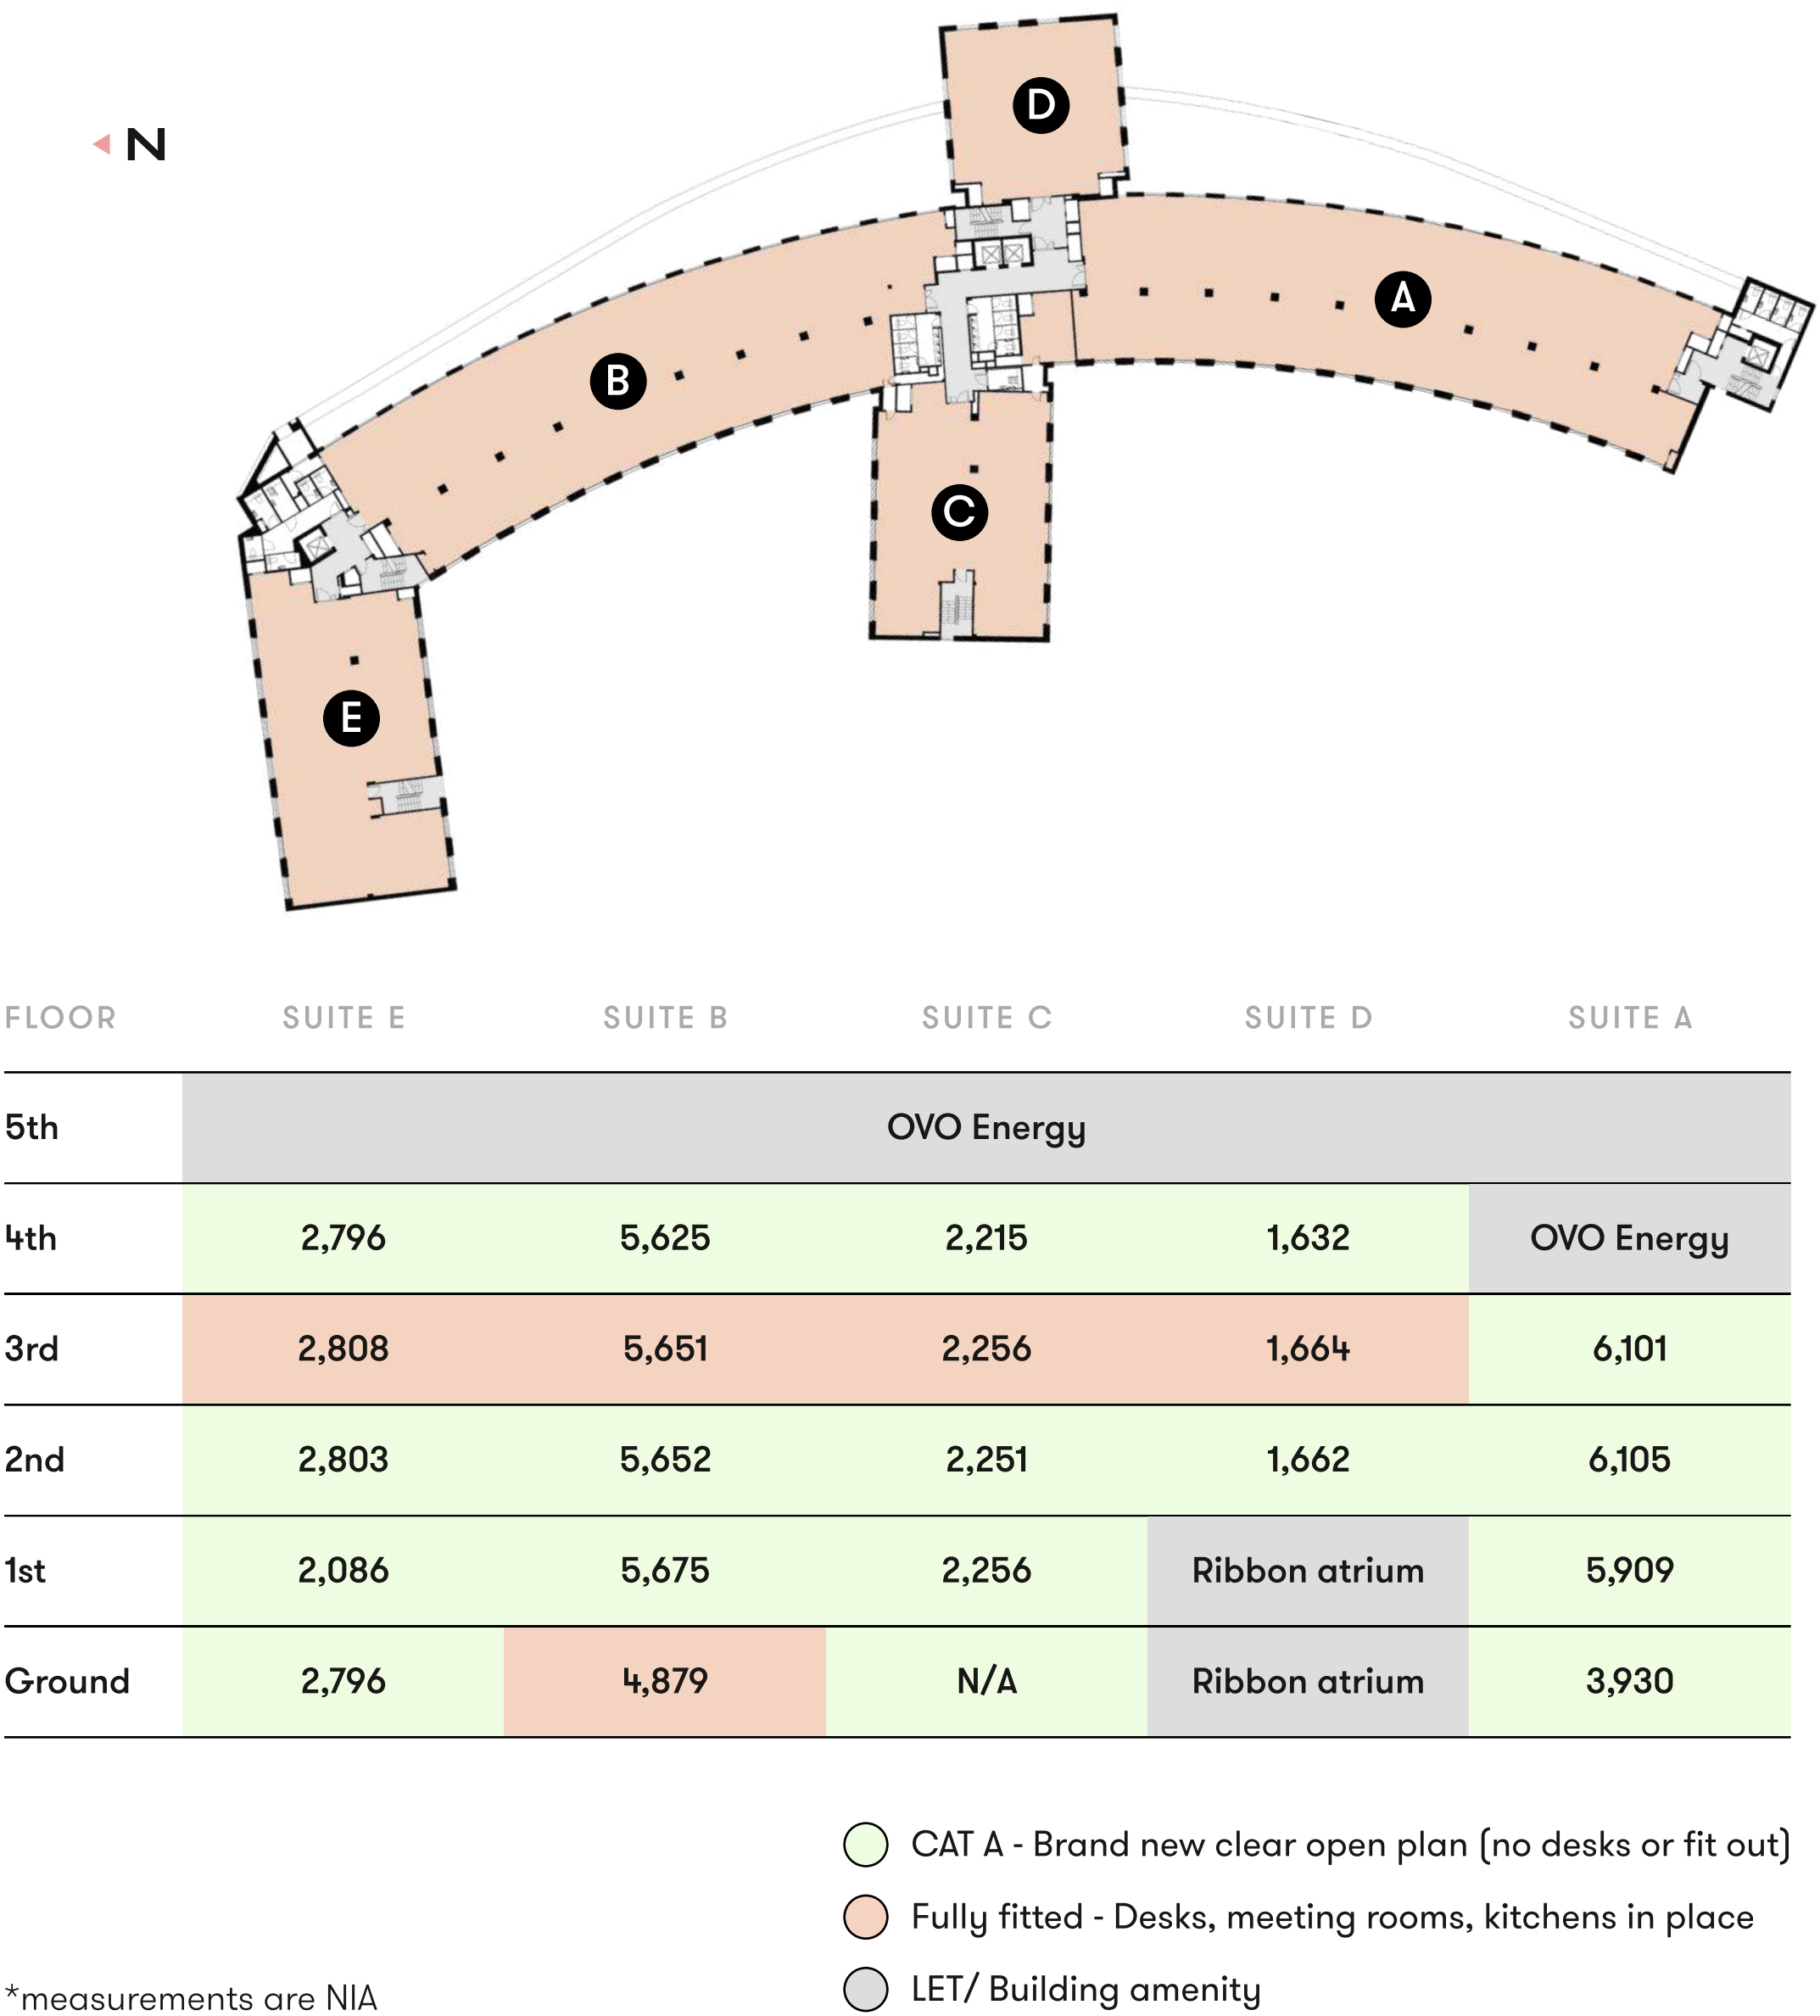 D
N
A
B
C
E
FLOOR SUITE E SUITE B SUITE C SUITE D SUITE A
5th OVO Energy
4th 2,796 5,625 2,215 1,632 OVO Energy
3rd 2,808 5,651 2,256 1,664 6,101
2nd 2,803 5,652 2,251 1,662 6,105
1st 2,086 5,675 2,256 Ribbon atrium 5,909
Ground 2,796 4,879 N/A Ribbon atrium 3,930
CAT A - Brand new clear open plan (no desks or fit out)
Fully fitted - Desks, meeting rooms, kitchens in place
LET/ Building amenity
*measurements are NIA